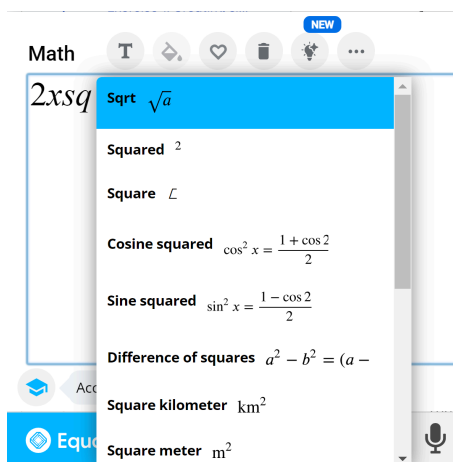 NEW
Math T
2xsq
Sqrt √a
Squared 2
Square
Cosine squared cos² x = (1 + cos 2)/2
Sine squared sin² x = (1 − cos 2)/2
Difference of squares a² − b² = (a −
Square kilometer km²
Square meter m²
Acc
Equa